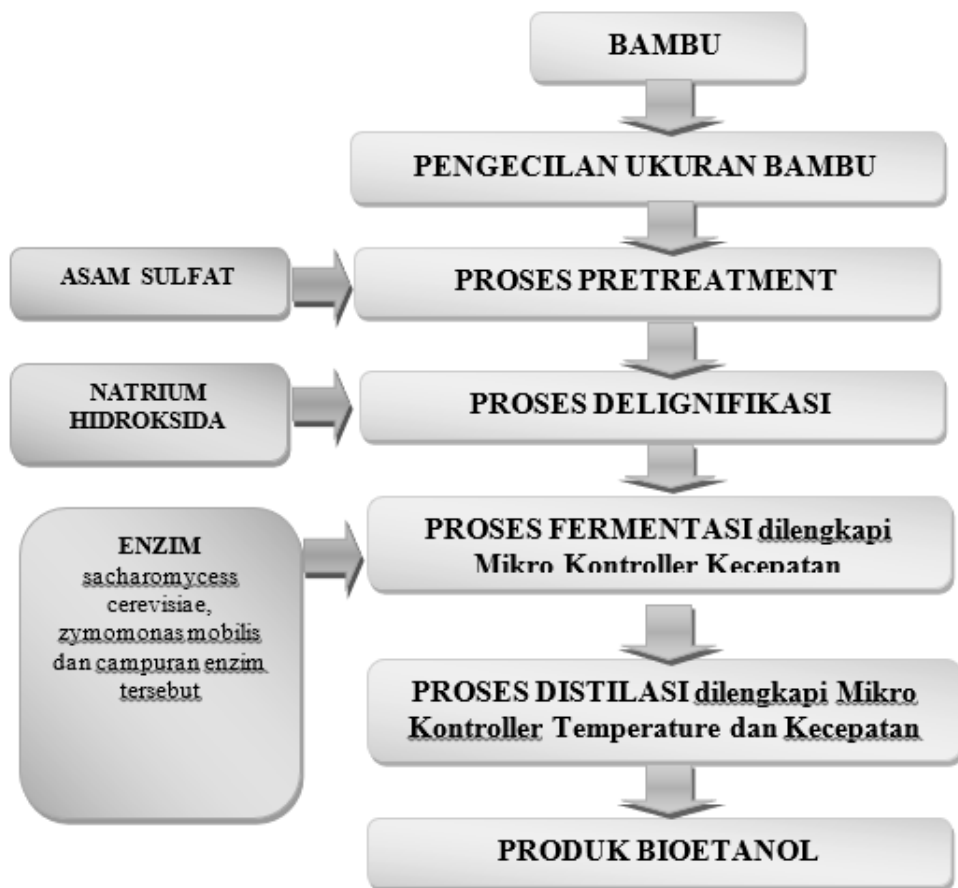 BAMBU
PENGECILAN UKURAN BAMBU
ASAM SULFAT
PROSES PRETREATMENT
NATRIUM
HIDROKSIDA
PROSES DELIGNIFIKASI
ENZIM
sacharomycess
cerevisiae,
zymomonas mobilis
dan campuran enzim
tersebut
PROSES FERMENTASI dilengkapi
Mikro Kontroller Kecepatan
PROSES DISTILASI dilengkapi Mikro
Kontroller Temperature dan Kecepatan
PRODUK BIOETANOL